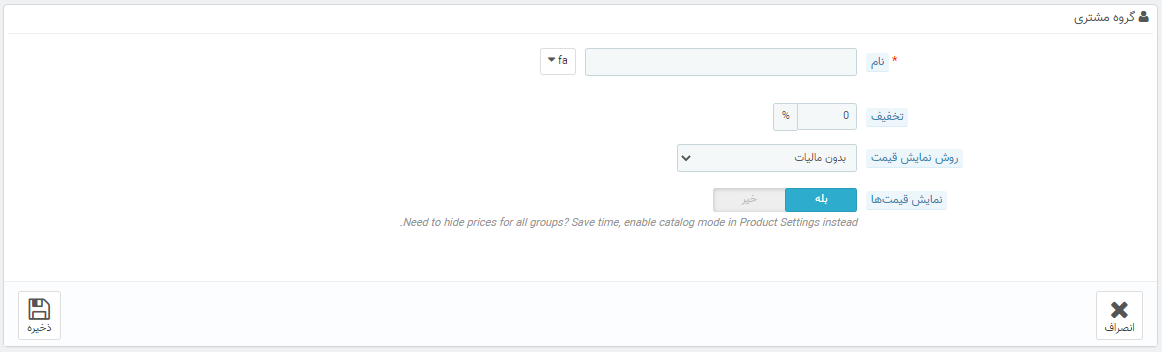 گروه مشتری
* نام
fa
تخفیف
0
%
روش نمایش قیمت
بدون مالیات
نمایش قیمت‌ها
بله
خیر
Need to hide prices for all groups? Save time, enable catalog mode in Product Settings instead.
انصراف
ذخیره